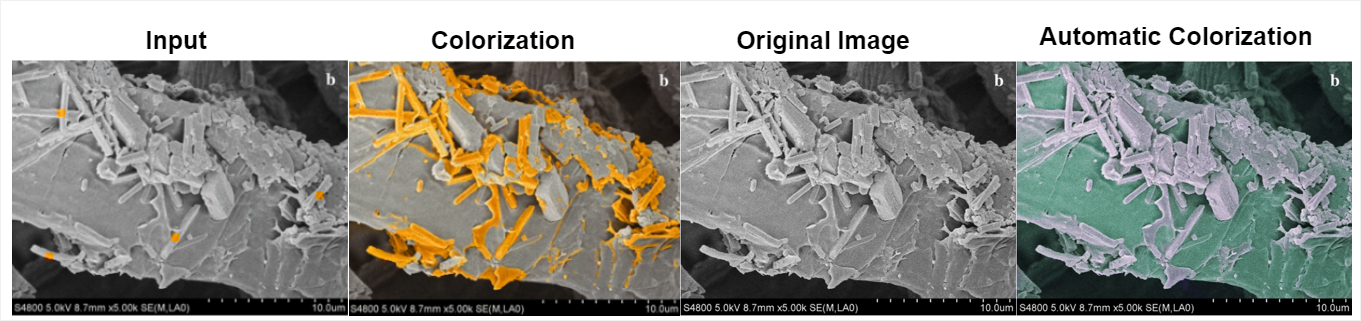 Input
Colorization
Original Image
Automatic Colorization
b
b
b
b
S4800 5.0kV 8.7mm x5.00k SE(M,LA0) 10.0um
S4800 5.0kV 8.7mm x5.00k SE(M,LA0) 10.0um
S4800 5.0kV 8.7mm x5.00k SE(M,LA0) 10.0um
S4800 5.0kV 8.7mm x5.00k SE(M,LA0) 10.0um